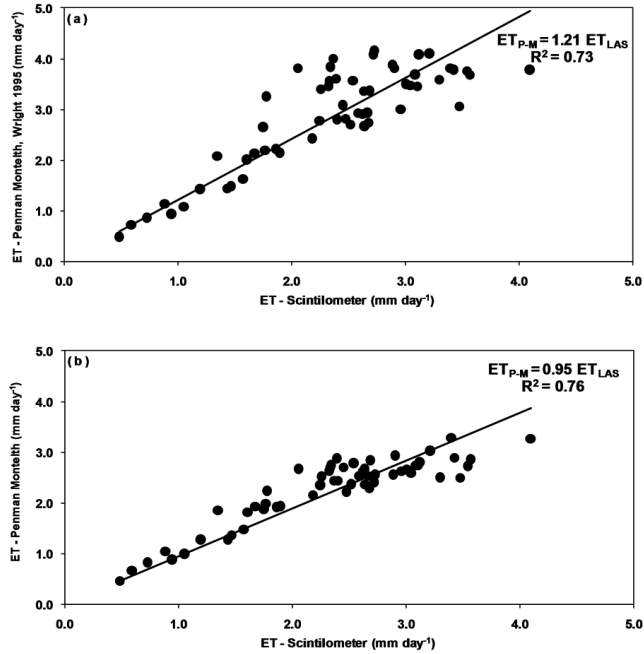 (a)
ET_P-M = 1.21 ET_LAS
R² = 0.73
ET - Penman Monteith, Wright 1995 (mm day⁻¹)
5.0
4.0
3.0
2.0
1.0
0.0
0.0 1.0 2.0 3.0 4.0 5.0
ET - Scintilometer (mm day⁻¹)
(b)
ET_P-M = 0.95 ET_LAS
R² = 0.76
ET - Penman Monteith (mm day⁻¹)
5.0
4.0
3.0
2.0
1.0
0.0
0.0 1.0 2.0 3.0 4.0 5.0
ET - Scintilometer (mm day⁻¹)